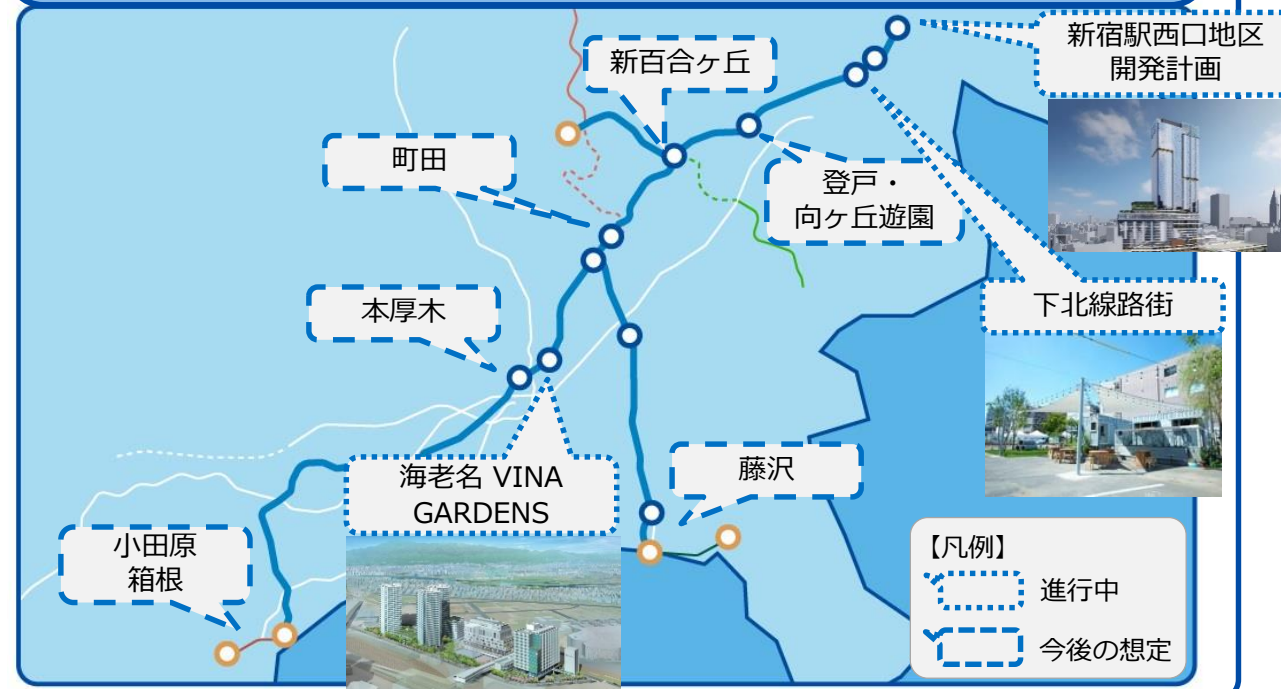 新宿駅西口地区
開発計画
新百合ヶ丘
町田
登戸・
向ヶ丘遊園
下北線路街
本厚木
海老名 VINA
GARDENS
藤沢
小田原
箱根
【凡例】
進行中
今後の想定